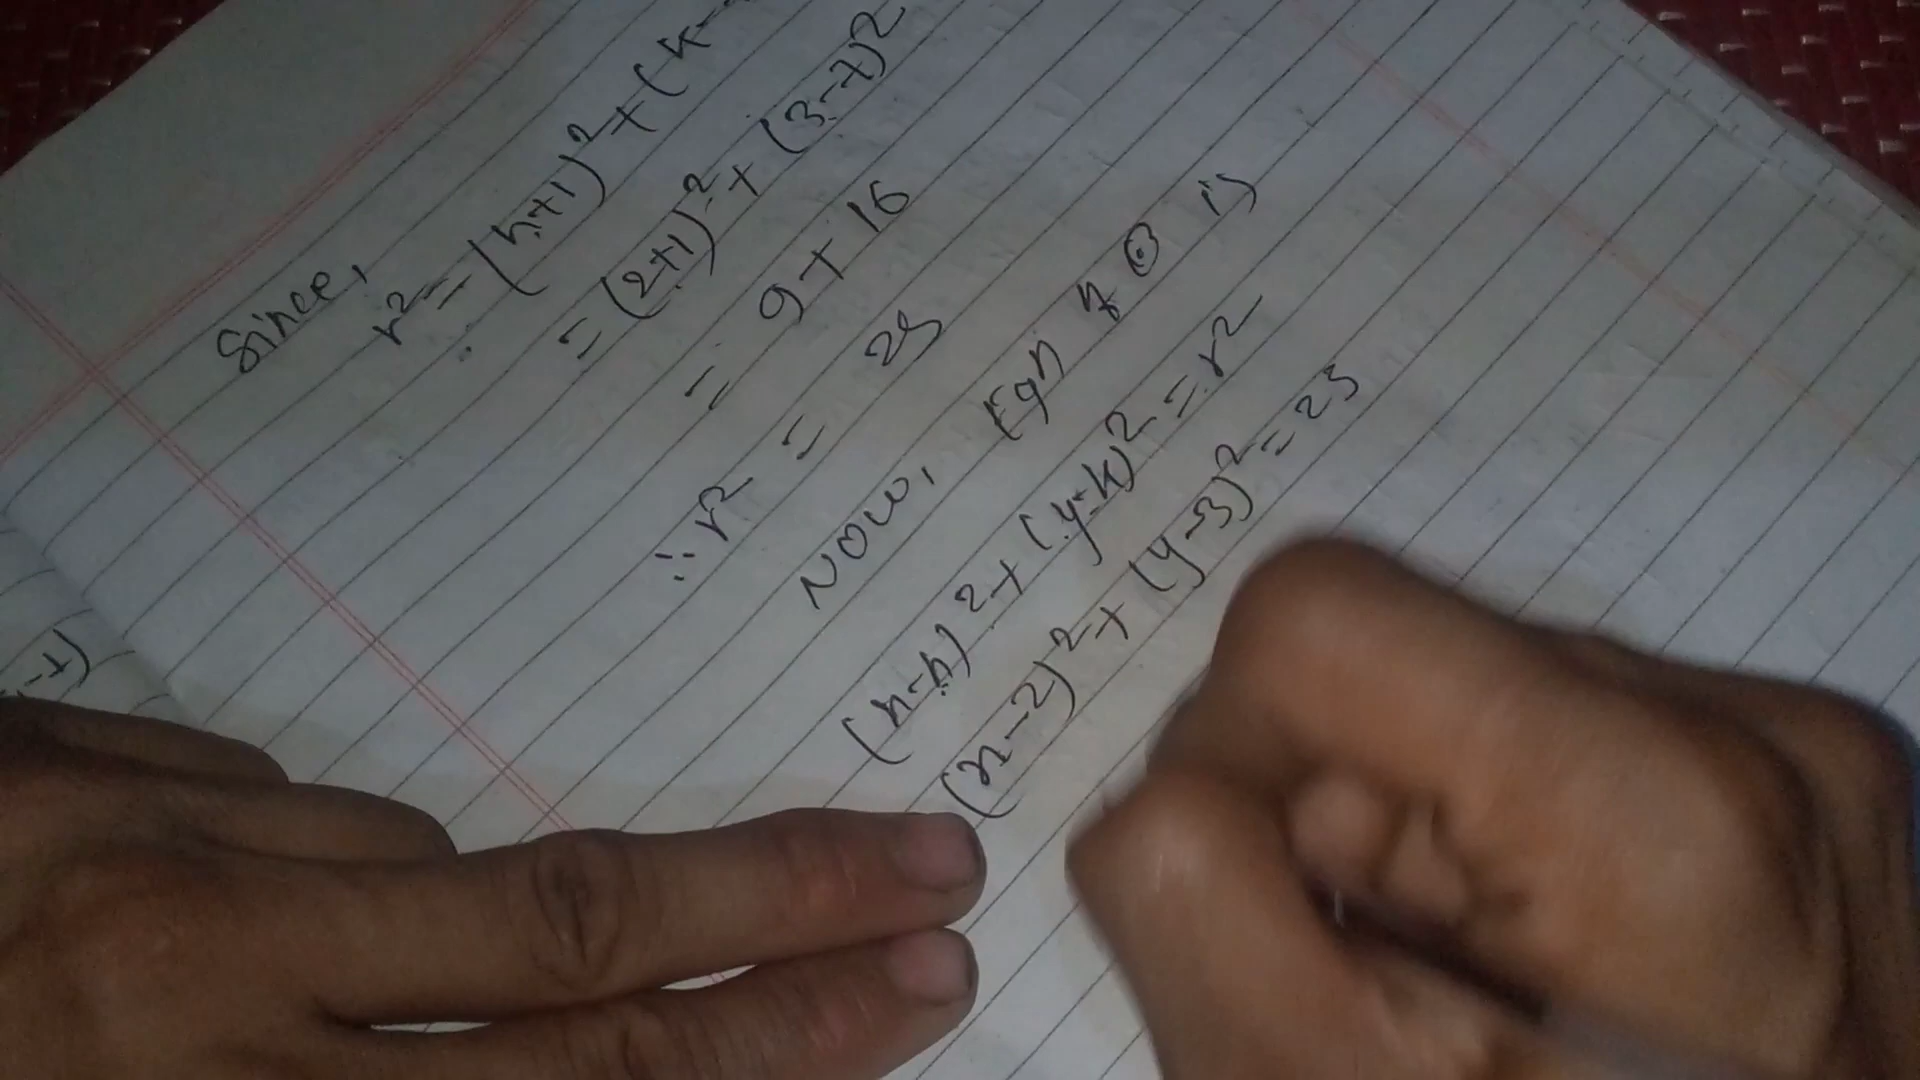 Since,
r² = (h+1)² + (k-
= (2+1)² + (3-7)²
= 9 + 16
∴ r² = 25
Now, Eqn of ⊙ is
(x-h)² + (y-k)² = r²
(x-2)² + (y-3)² = 25